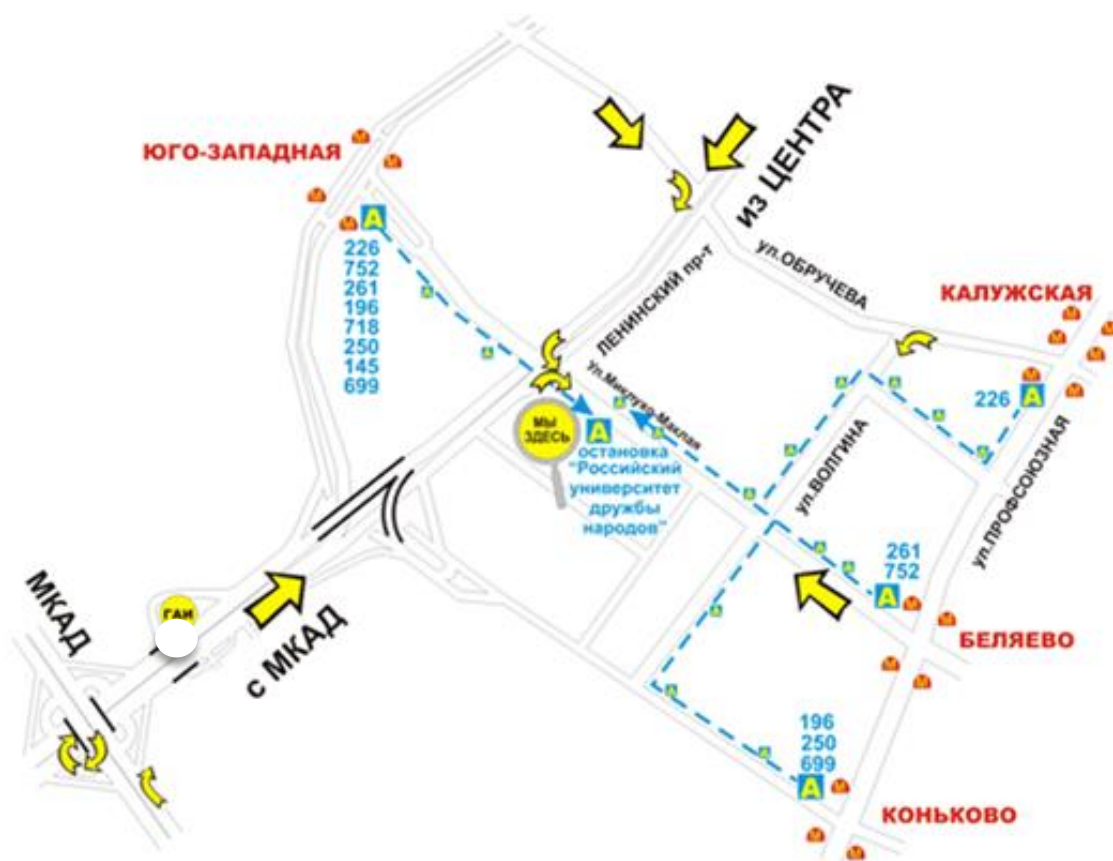 ЮГО-ЗАПАДНАЯ
А
226
752
261
196
718
250
145
699
ИЗ ЦЕНТРА
ул.ОБРУЧЕВА
ЛЕНИНСКИЙ пр-т
КАЛУЖСКАЯ
226
А
Ул.Миклухо-Маклая
МЫ
ЗДЕСЬ
А
остановка
"Российский
университет
дружбы
народов"
ул.ВОЛГИНА
ул.ПРОФСОЮЗНАЯ
261
752
А
БЕЛЯЕВО
МКАД
ГАИ
с МКАД
196
250
699
А
КОНЬКОВО